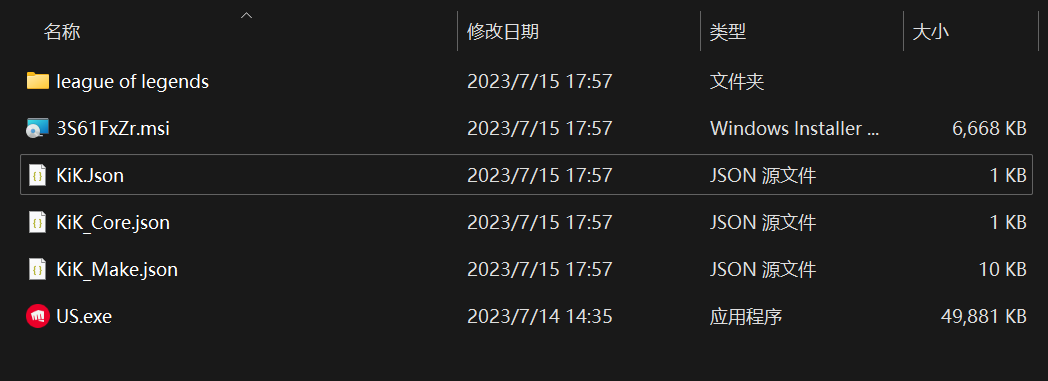 名称 修改日期 类型 大小
league of legends 2023/7/15 17:57 文件夹
3S61FxZr.msi 2023/7/15 17:57 Windows Installer ... 6,668 KB
KiK.Json 2023/7/15 17:57 JSON 源文件 1 KB
KiK_Core.json 2023/7/15 17:57 JSON 源文件 1 KB
KiK_Make.json 2023/7/15 17:57 JSON 源文件 10 KB
US.exe 2023/7/14 14:35 应用程序 49,881 KB